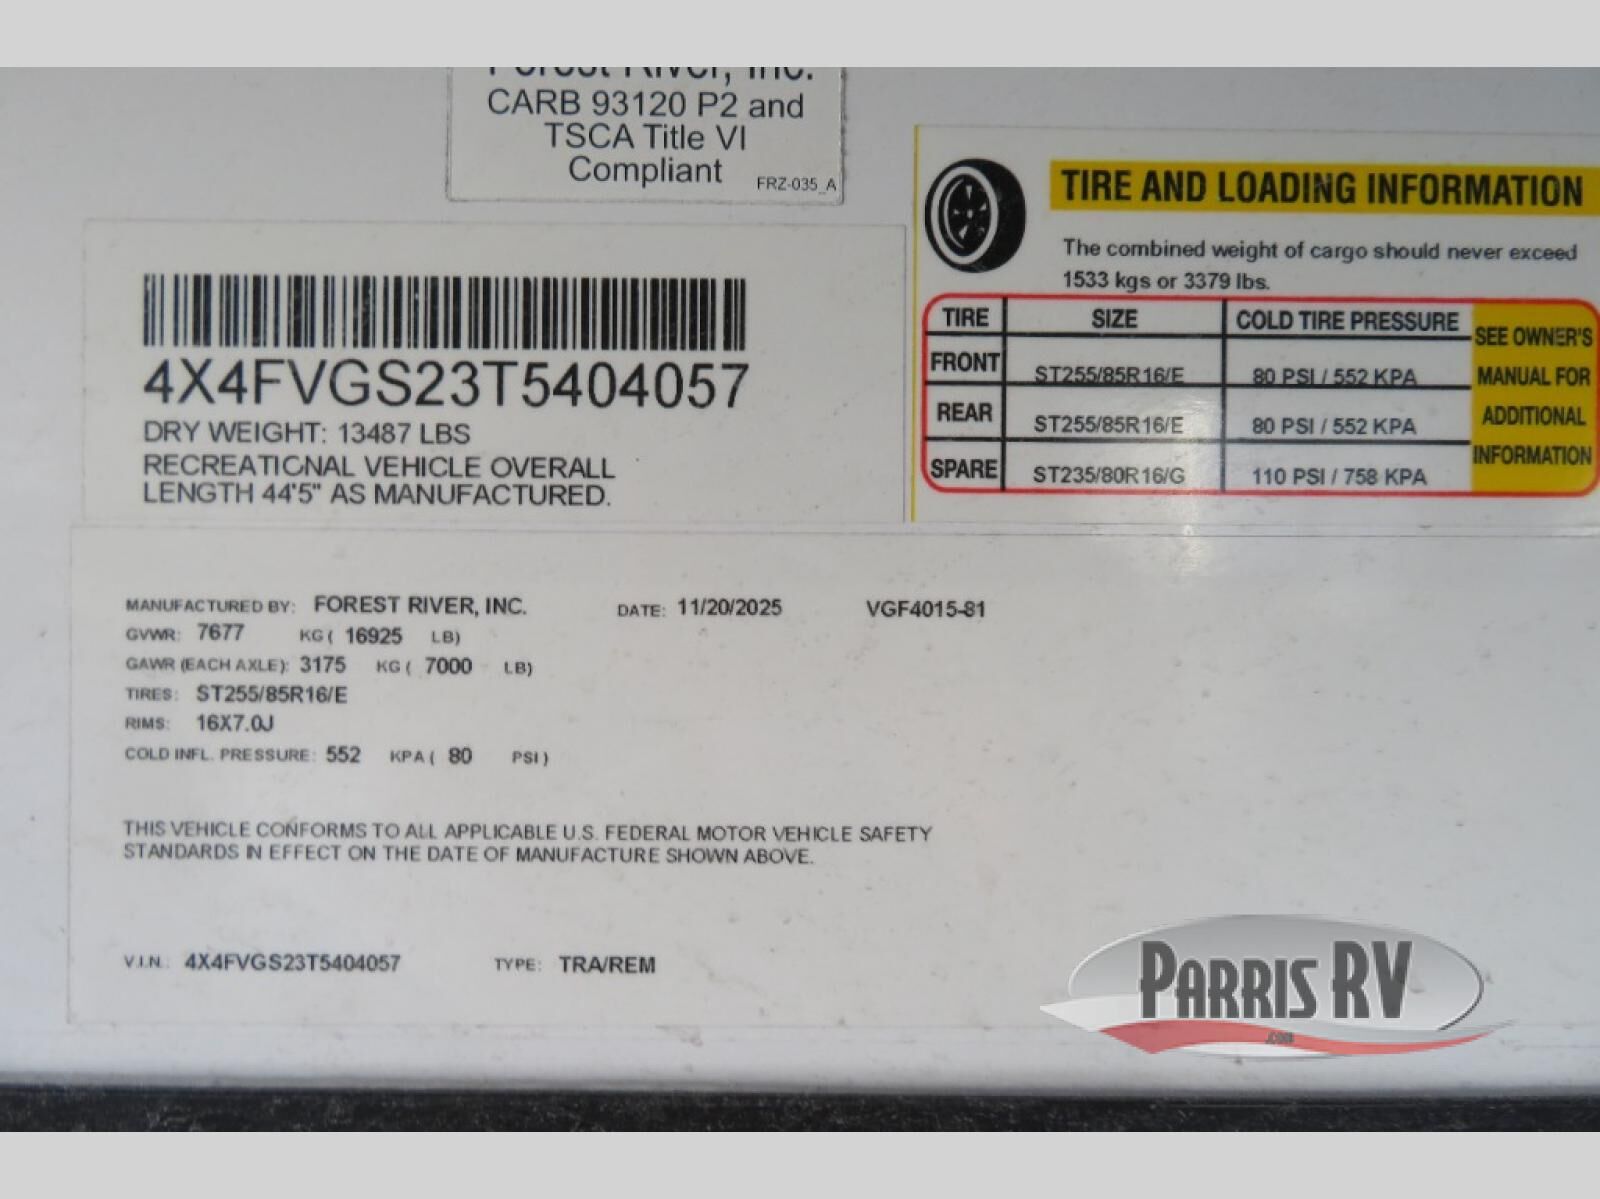 Forest River, Inc.
CARB 93120 P2 and
TSCA Title VI
Compliant
FRZ-035_A
4X4FVGS23T5404057
DRY WEIGHT: 13487 LBS
RECREATIONAL VEHICLE OVERALL
LENGTH 44'5" AS MANUFACTURED.
TIRE AND LOADING INFORMATION
The combined weight of cargo should never exceed
1533 kgs or 3379 lbs.
TIRE SIZE COLD TIRE PRESSURE
FRONT ST255/85R16/E 80 PSI / 552 KPA
REAR ST255/85R16/E 80 PSI / 552 KPA
SPARE ST235/80R16/G 110 PSI / 758 KPA
SEE OWNER'S
MANUAL FOR
ADDITIONAL
INFORMATION
MANUFACTURED BY: FOREST RIVER, INC. DATE: 11/20/2025 VGF4015-81
GVWR: 7677 KG ( 16925 LB)
GAWR (EACH AXLE): 3175 KG ( 7000 LB)
TIRES: ST255/85R16/E
RIMS: 16X7.0J
COLD INFL. PRESSURE: 552 KPA ( 80 PSI )
THIS VEHICLE CONFORMS TO ALL APPLICABLE U.S. FEDERAL MOTOR VEHICLE SAFETY
STANDARDS IN EFFECT ON THE DATE OF MANUFACTURE SHOWN ABOVE.
V.I.N.: 4X4FVGS23T5404057 TYPE: TRA/REM
PARRIS RV
.COM